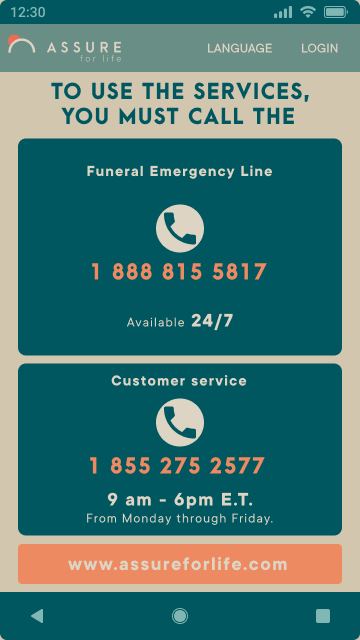 12:30
ASSURE
for life
LANGUAGE LOGIN
TO USE THE SERVICES,
YOU MUST CALL THE
Funeral Emergency Line
1 888 815 5817
Available 24/7
Customer service
1 855 275 2577
9 am - 6pm E.T.
From Monday through Friday.
www.assureforlife.com